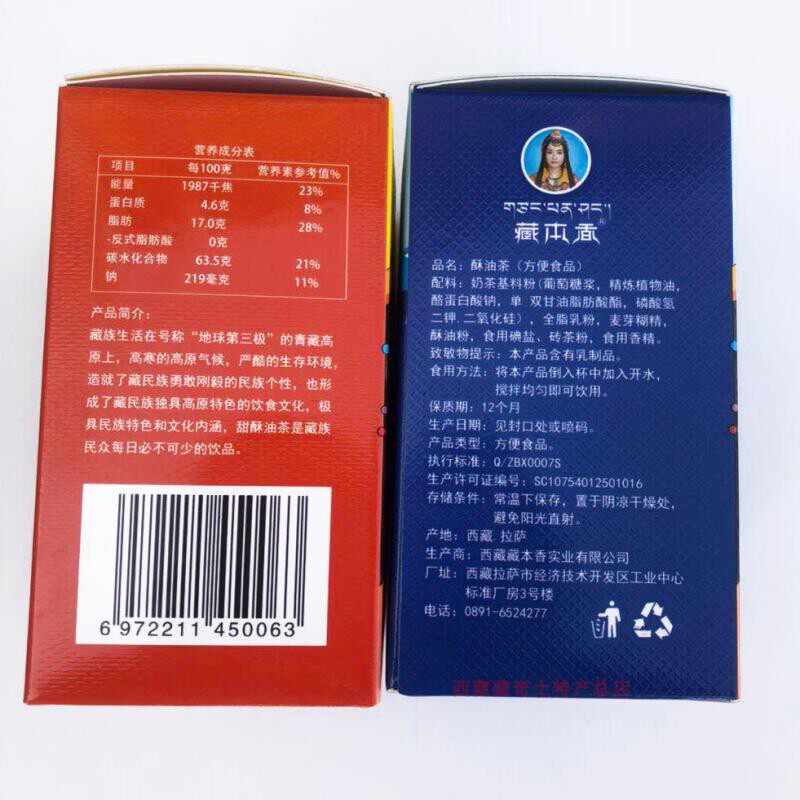 营养成分表
项目 每100克 营养素参考值%
能量 1987千焦 23%
蛋白质 4.6克 8%
脂肪 17.0克 28%
-反式脂肪酸 0克
碳水化合物 63.5克 21%
钠 219毫克 11%
产品简介:
藏族生活在号称“地球第三极”的青藏高
原上，高寒的高原气候，严酷的生存环境，
造就了藏民族勇敢刚毅的民族个性，也形
成了藏民族独具高原特色的饮食文化，极
具民族特色和文化内涵，甜酥油茶是藏族
民众每日必不可少的饮品。
6 972211 450063
གཙང་པན་ཤང་།
藏本香®
品名：酥油茶（方便食品）
配料：奶茶基料粉(葡萄糖浆，精炼植物油，
酪蛋白酸钠，单 双甘油脂肪酸酯，磷酸氢
二钾,二氧化硅)，全脂乳粉，麦芽糊精，
酥油粉，食用碘盐、砖茶粉，食用香精。
致敏物提示：本产品含有乳制品。
食用方法：将本产品倒入杯中加入开水，
搅拌均匀即可饮用。
保质期：12个月
生产日期：见封口处或喷码。
产品类型：方便食品。
执行标准：Q/ZBX0007S
生产许可证编号：SC10754012501016
存储条件：常温下保存，置于阴凉干燥处，
避免阳光直射。
产地：西藏 拉萨
生产商：西藏藏本香实业有限公司
厂址：西藏拉萨市经济技术开发区工业中心
标准厂房3号楼
电话：0891-6524277
西藏藏奇土特产总店